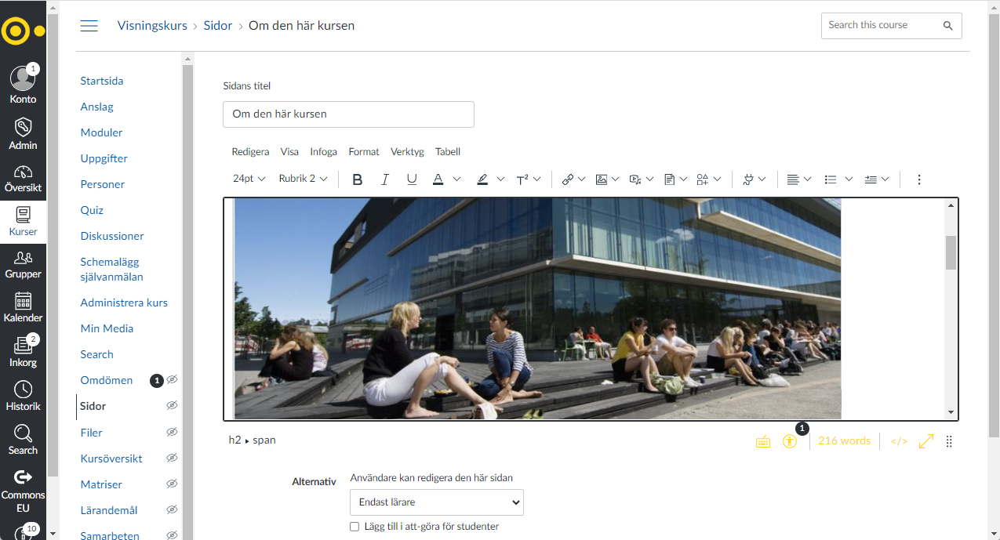 Visningskurs › Sidor › Om den här kursen
Search this course
1
Konto
Admin
Översikt
Kurser
Grupper
Kalender
2
Inkorg
Historik
Search
Commons
EU
10
Startsida
Anslag
Moduler
Uppgifter
Personer
Quiz
Diskussioner
Schemalägg
självanmälan
Administrera kurs
Min Media
Search
Omdömen 1
Sidor
Filer
Kursöversikt
Matriser
Lärandemål
Samarbeten
Sidans titel
Om den här kursen
Redigera Visa Infoga Format Verktyg Tabell
24pt Rubrik 2 B I U A T²
h2 ▸ span
1
216 words </>
Alternativ Användare kan redigera den här sidan
Endast lärare
Lägg till i att-göra för studenter